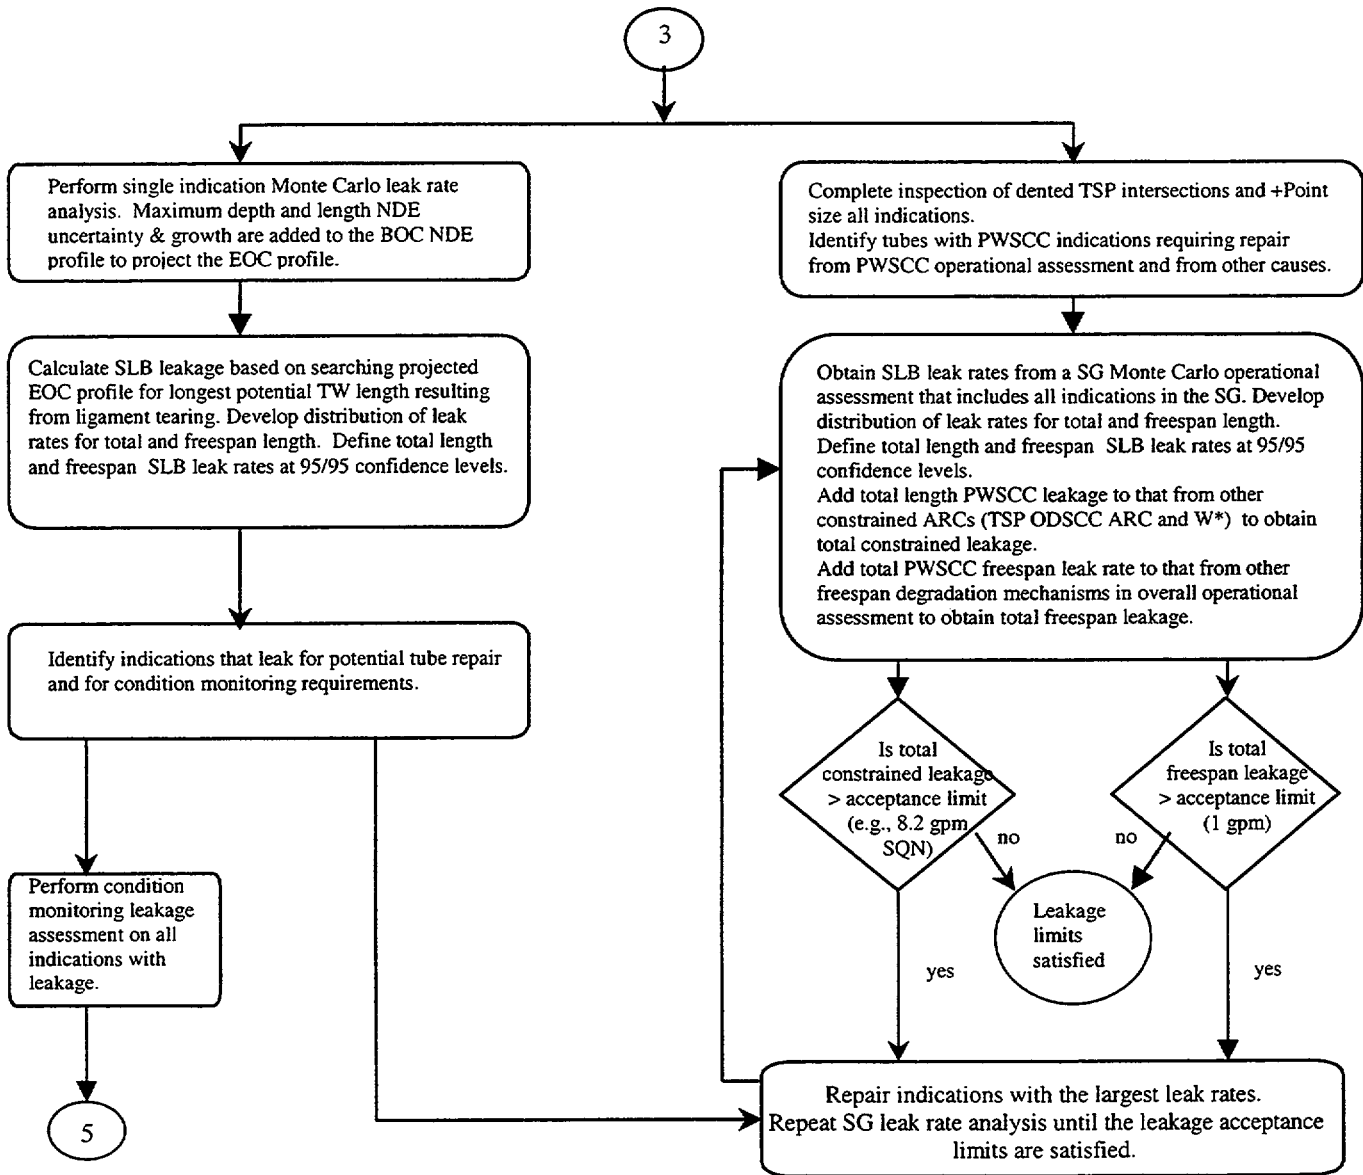 3
Perform single indication Monte Carlo leak rate
analysis. Maximum depth and length NDE
uncertainty & growth are added to the BOC NDE
profile to project the EOC profile.
Calculate SLB leakage based on searching projected
EOC profile for longest potential TW length resulting
from ligament tearing. Develop distribution of leak
rates for total and freespan length. Define total length
and freespan SLB leak rates at 95/95 confidence levels.
Identify indications that leak for potential tube repair
and for condition monitoring requirements.
Perform condition
monitoring leakage
assessment on all
indications with
leakage.
5
Complete inspection of dented TSP intersections and +Point
size all indications.
Identify tubes with PWSCC indications requiring repair
from PWSCC operational assessment and from other causes.
Obtain SLB leak rates from a SG Monte Carlo operational
assessment that includes all indications in the SG. Develop
distribution of leak rates for total and freespan length.
Define total length and freespan SLB leak rates at 95/95
confidence levels.
Add total length PWSCC leakage to that from other
constrained ARCs (TSP ODSCC ARC and W*) to obtain
total constrained leakage.
Add total PWSCC freespan leak rate to that from other
freespan degradation mechanisms in overall operational
assessment to obtain total freespan leakage.
Is total
constrained leakage
> acceptance limit
(e.g., 8.2 gpm
SQN)
Is total
freespan leakage
> acceptance limit
(1 gpm)
no
no
Leakage
limits
satisfied
yes
yes
Repair indications with the largest leak rates.
Repeat SG leak rate analysis until the leakage acceptance
limits are satisfied.